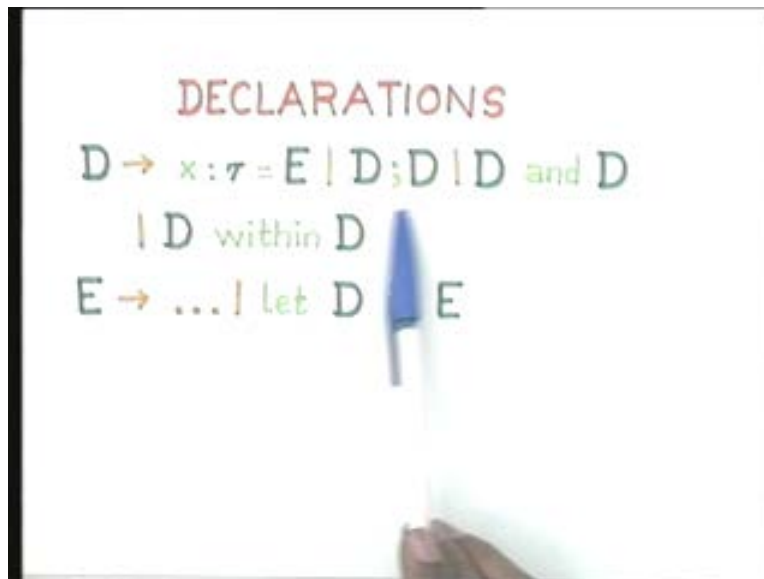 DECLARATIONS
D → x : τ = E | D ; D | D and D
| D within D
E → ... | let D E